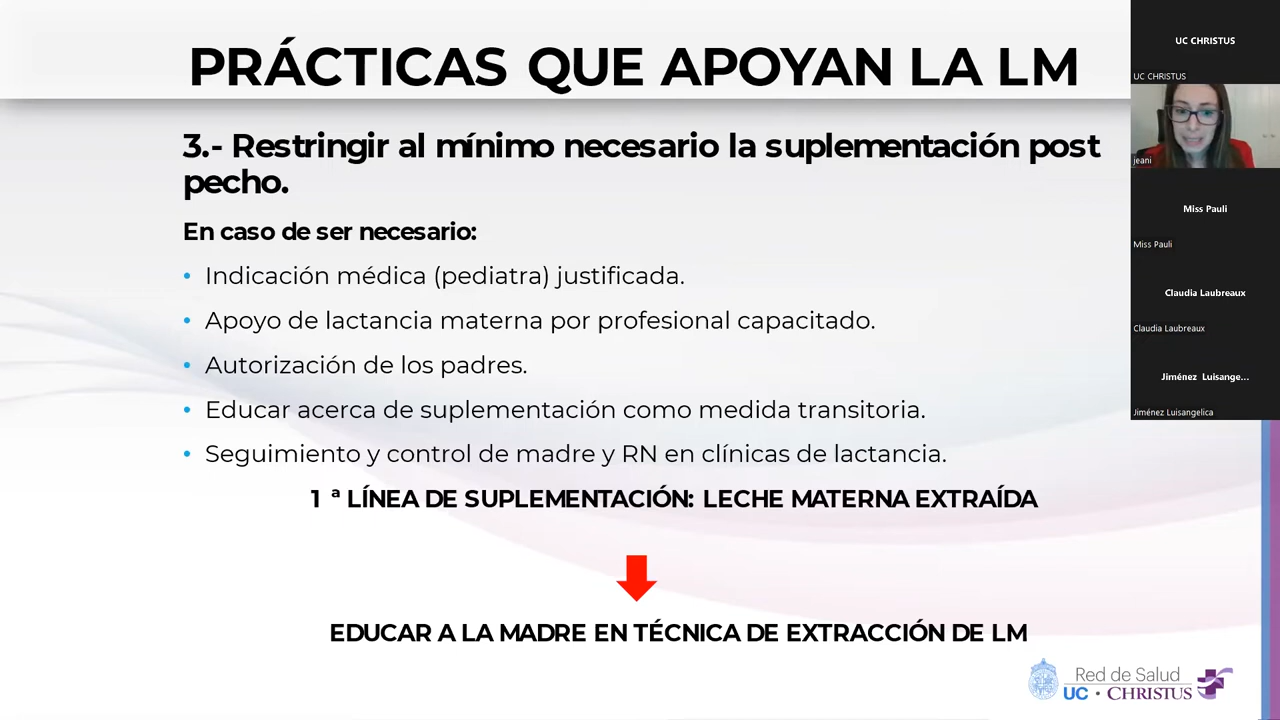 PRÁCTICAS QUE APOYAN LA LM
3.- Restringir al mínimo necesario la suplementación post
pecho.
En caso de ser necesario:
• Indicación médica (pediatra) justificada.
• Apoyo de lactancia materna por profesional capacitado.
• Autorización de los padres.
• Educar acerca de suplementación como medida transitoria.
• Seguimiento y control de madre y RN en clínicas de lactancia.
1 ª LÍNEA DE SUPLEMENTACIÓN: LECHE MATERNA EXTRAÍDA
EDUCAR A LA MADRE EN TÉCNICA DE EXTRACCIÓN DE LM
Red de Salud
UC • CHRISTUS
UC CHRISTUS
UC CHRISTUS
jeani
Miss Pauli
Miss Pauli
Claudia Laubreaux
Claudia Laubreaux
Jiménez Luisange...
Jiménez Luisangelica